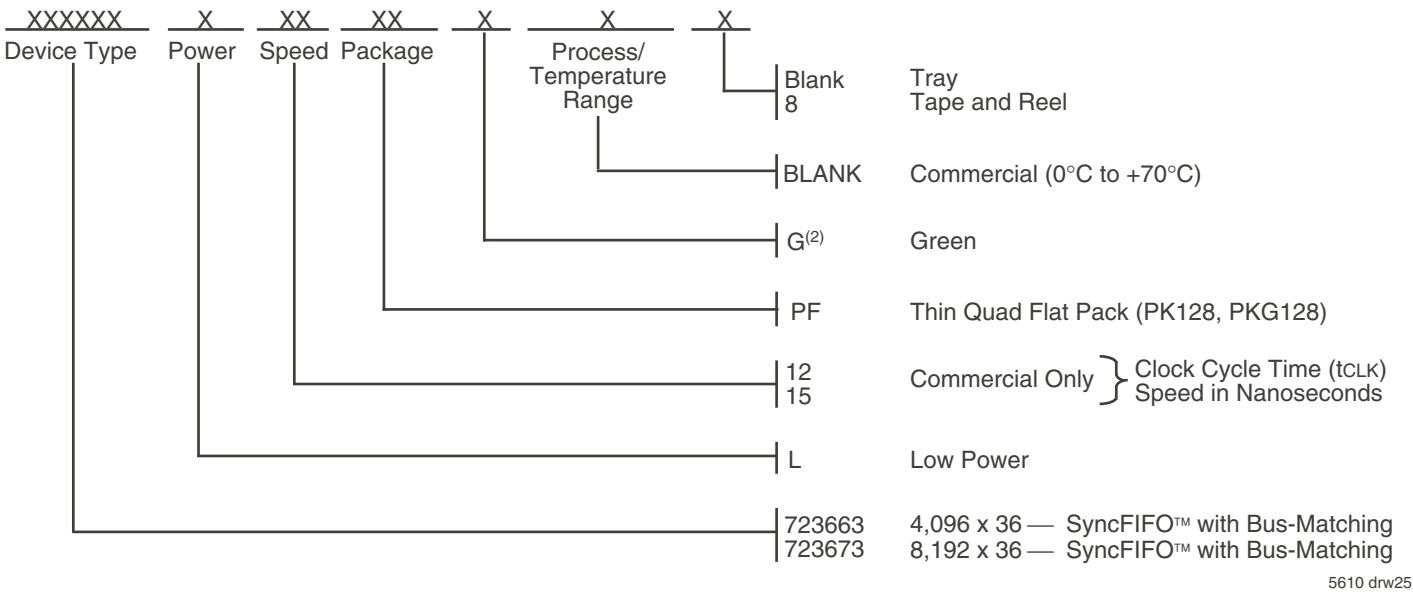 XXXXXX X XX XX X X X
Device Type Power Speed Package Process/
Temperature
Range
Blank Tray
8 Tape and Reel
BLANK Commercial (0°C to +70°C)
G(2) Green
PF Thin Quad Flat Pack (PK128, PKG128)
12
15
Commercial Only } Clock Cycle Time (tCLK)
Speed in Nanoseconds
L Low Power
723663 4,096 x 36 — SyncFIFO™ with Bus-Matching
723673 8,192 x 36 — SyncFIFO™ with Bus-Matching
5610 drw25